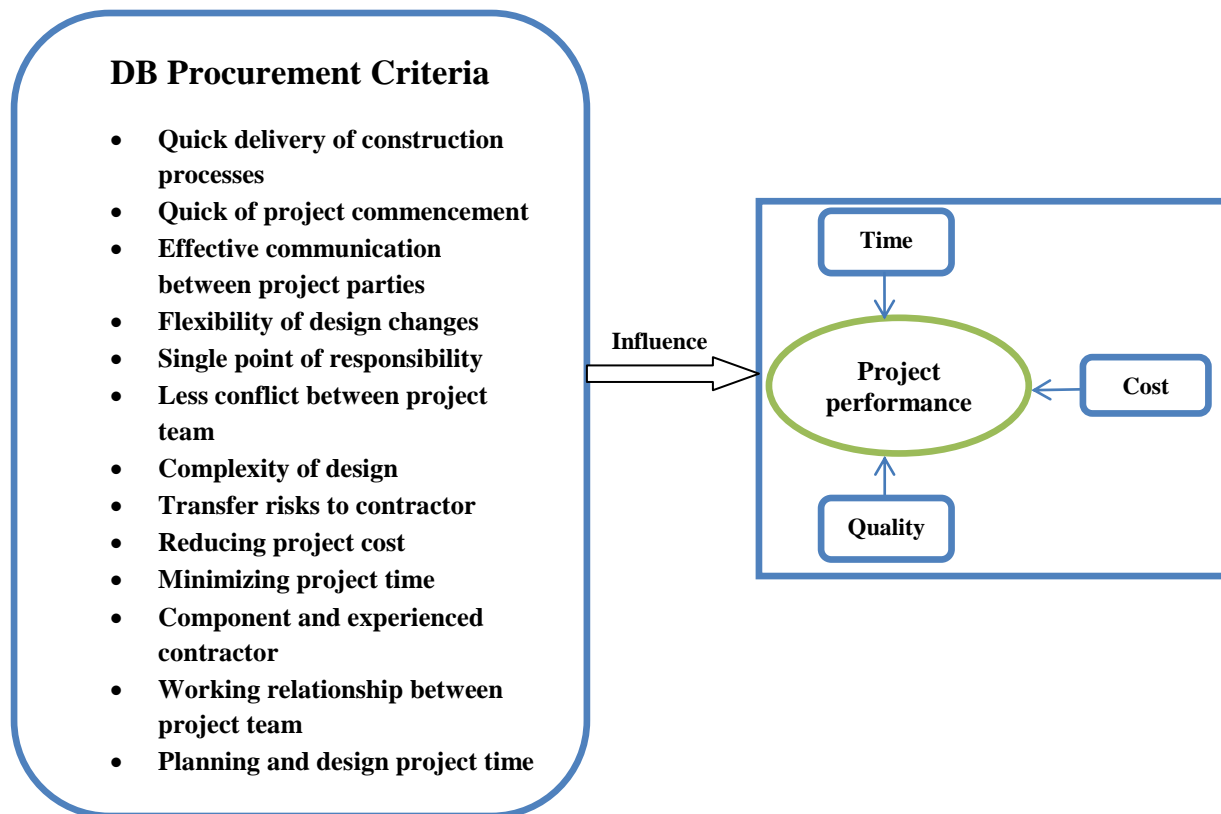 DB Procurement Criteria
• Quick delivery of construction
processes
• Quick of project commencement
• Effective communication
between project parties
• Flexibility of design changes
• Single point of responsibility
• Less conflict between project
team
• Complexity of design
• Transfer risks to contractor
• Reducing project cost
• Minimizing project time
• Component and experienced
contractor
• Working relationship between
project team
• Planning and design project time
Influence
Time
Project
performance
Cost
Quality